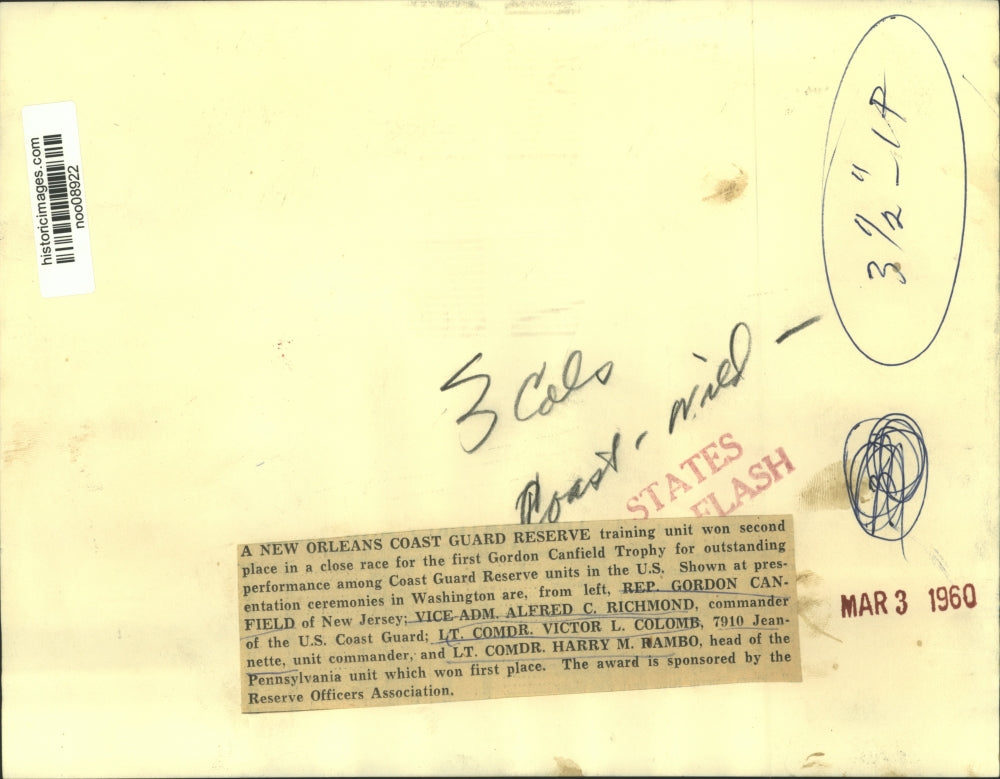 historicimages.com
noo08922
3 1/2" - UP
3 Cols
Coast - wild -
STATES
FLASH
MAR 3 1960
A NEW ORLEANS COAST GUARD RESERVE training unit won second
place in a close race for the first Gordon Canfield Trophy for outstanding
performance among Coast Guard Reserve units in the U.S. Shown at pres-
entation ceremonies in Washington are, from left, REP. GORDON CAN-
FIELD of New Jersey; VICE-ADM. ALFRED C. RICHMOND, commander
of the U.S. Coast Guard; LT. COMDR. VICTOR L. COLOMB, 7910 Jean-
nette, unit commander, and LT. COMDR. HARRY M. RAMBO, head of the
Pennsylvania unit which won first place. The award is sponsored by the
Reserve Officers Association.